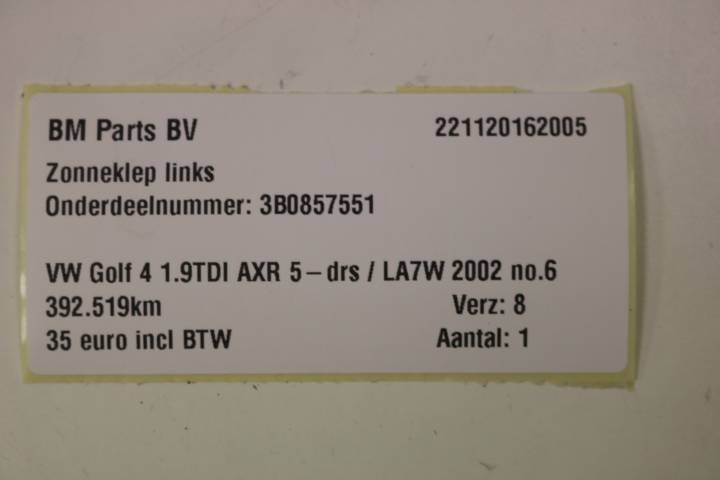 BM Parts BV 221120162005
Zonneklep links
Onderdeelnummer: 3B0857551
VW Golf 4 1.9TDI AXR 5-drs / LA7W 2002 no.6
392.519km Verz: 8
35 euro incl BTW Aantal: 1